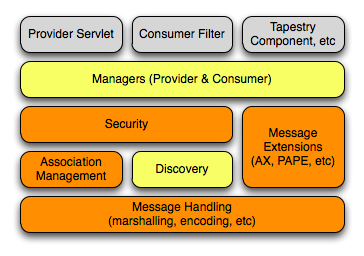 Provider Servlet
Consumer Filter
Tapestry
Component, etc
Managers (Provider & Consumer)
Security
Message
Extensions
(AX, PAPE, etc)
Association
Management
Discovery
Message Handling
(marshalling, encoding, etc)